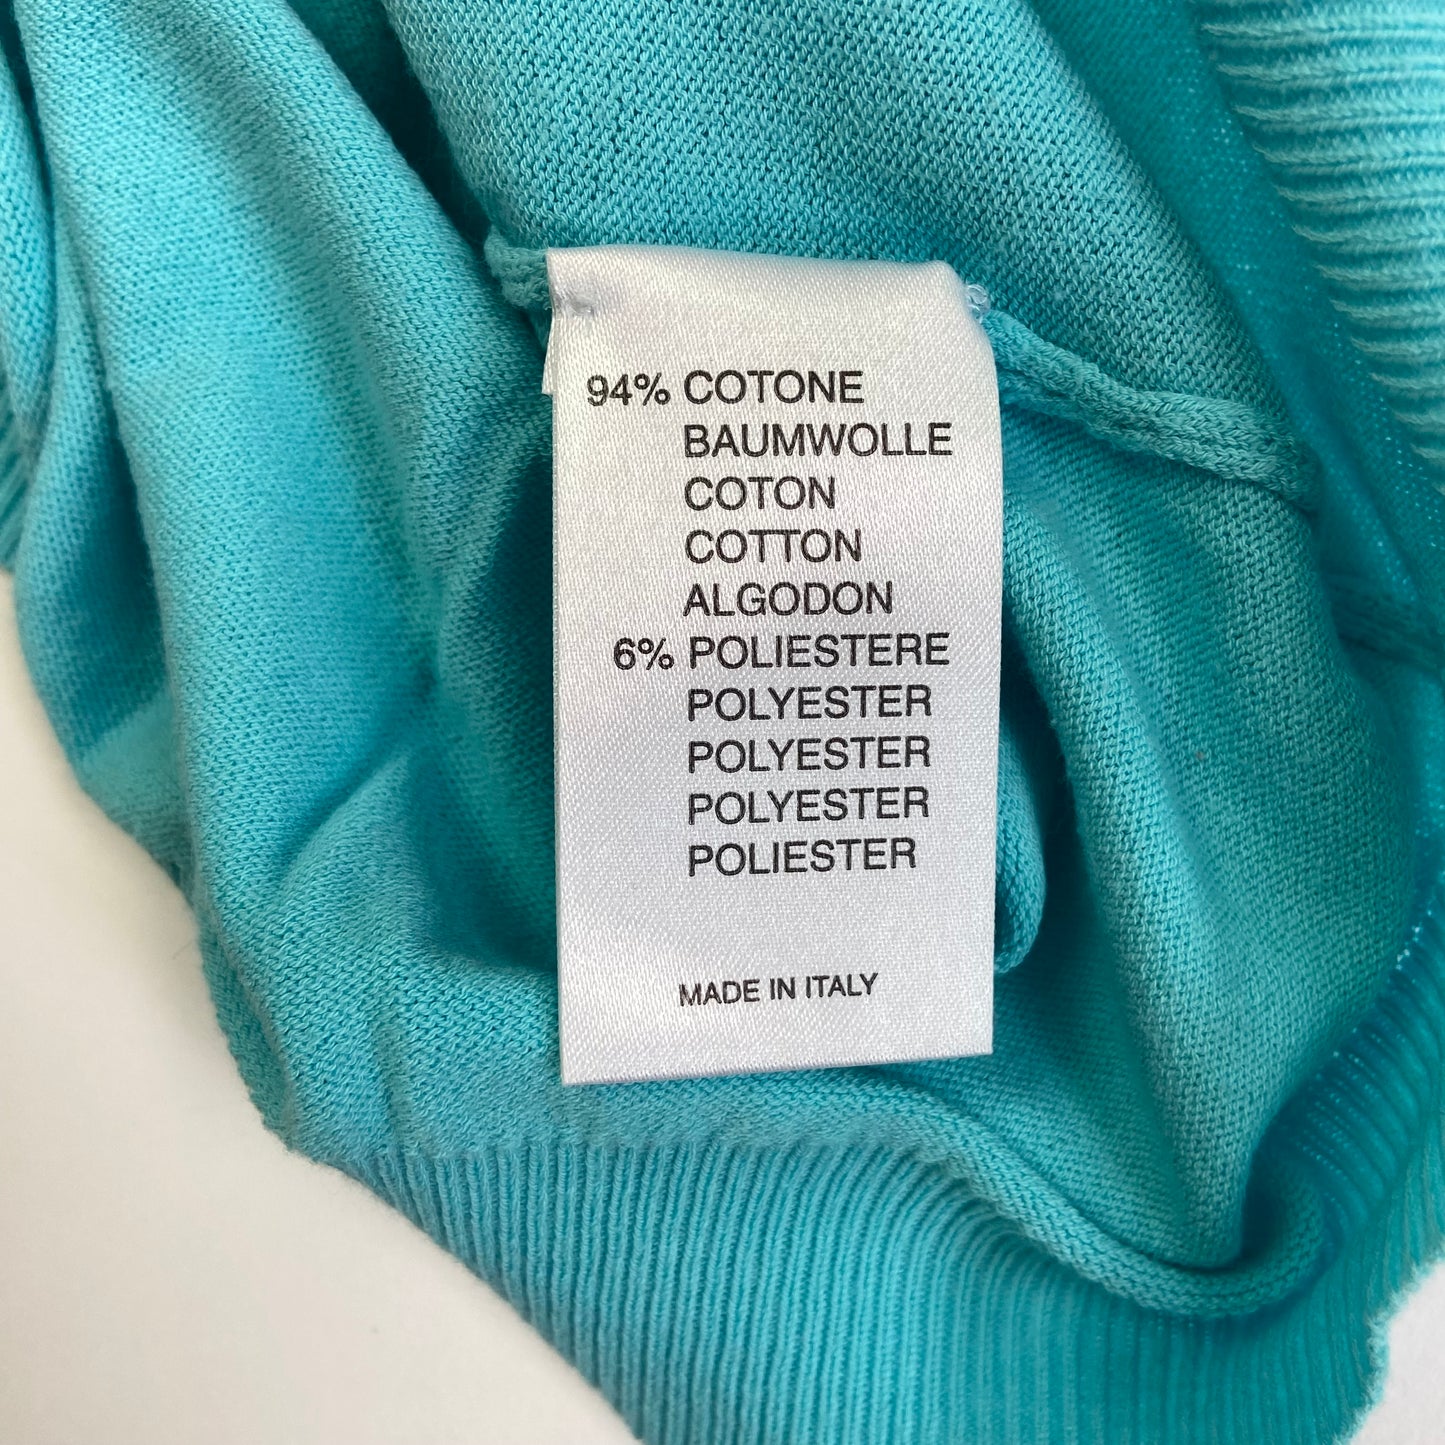 94% COTONE
BAUMWOLLE
COTON
COTTON
ALGODON
6% POLIESTERE
POLYESTER
POLYESTER
POLYESTER
POLIESTER
MADE IN ITALY